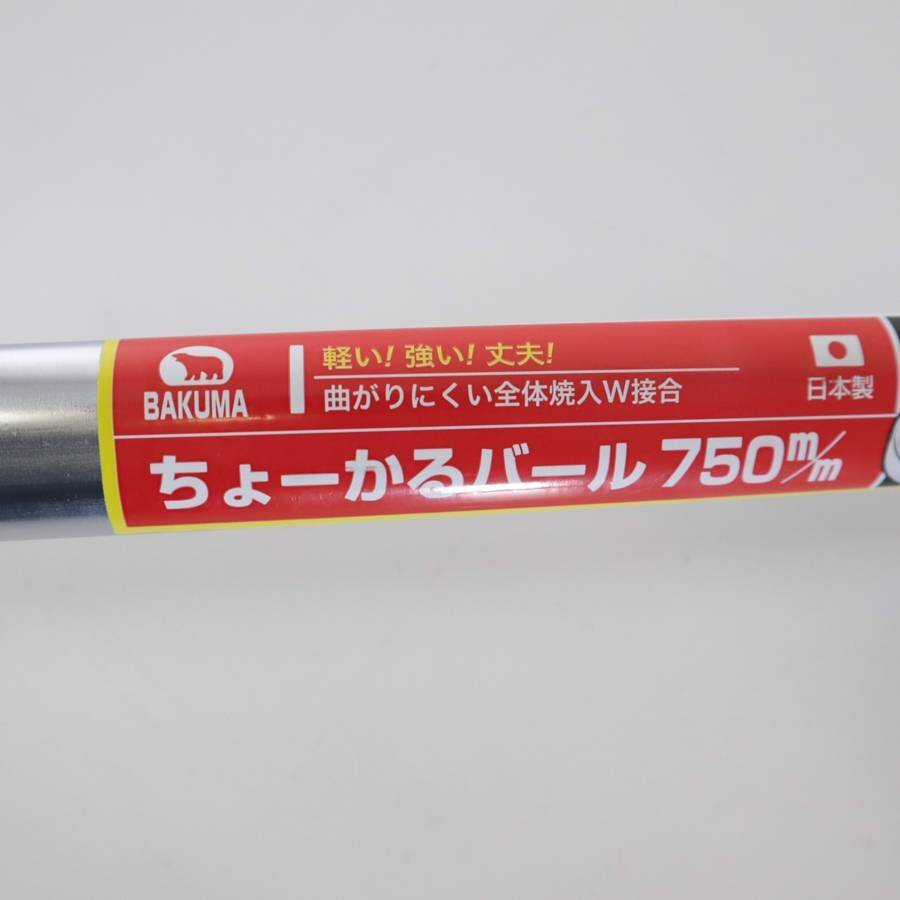 BAKUMA
軽い! 強い! 丈夫!
曲がりにくい全体焼入W接合
日本製
ちょーかるバール 750m/m